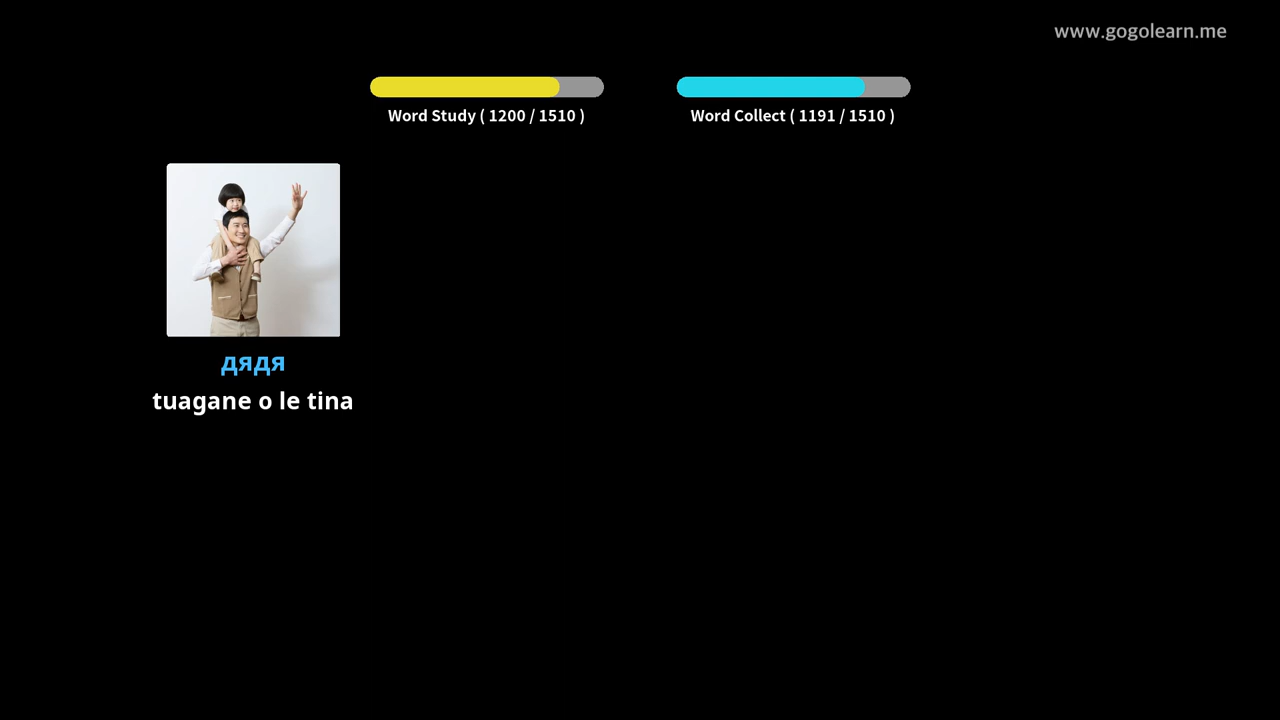 www.gogolearn.me
Word Study ( 1200 / 1510 )
Word Collect ( 1191 / 1510 )
дядя
tuagane o le tina